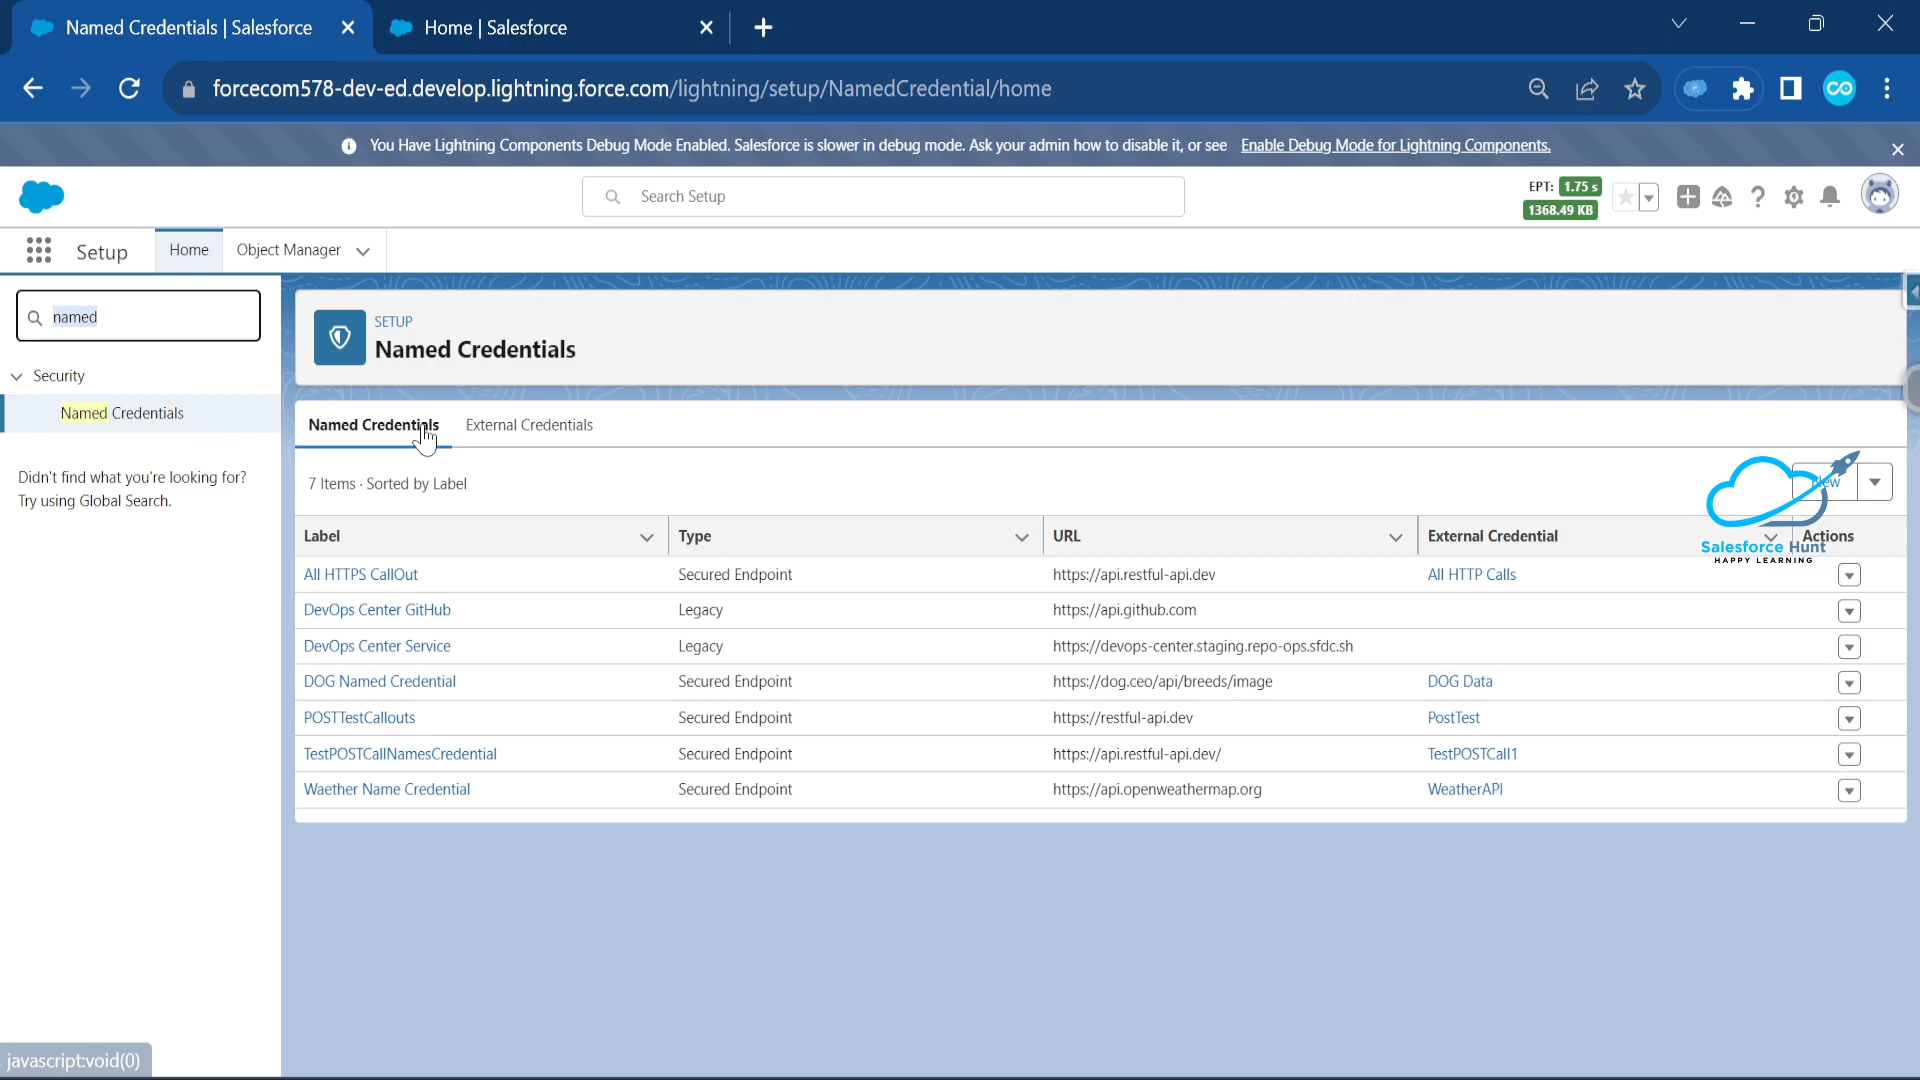 Named Credentials | Salesforce
Home | Salesforce
forcecom578-dev-ed.develop.lightning.force.com/lightning/setup/NamedCredential/home
You Have Lightning Components Debug Mode Enabled. Salesforce is slower in debug mode. Ask your admin how to disable it, or see Enable Debug Mode for Lightning Components.
Search Setup
EPT: 1.75 s
1368.49 KB
Setup
Home
Object Manager
named
Security
Named Credentials
Didn't find what you're looking for?
Try using Global Search.
SETUP
Named Credentials
Named Credentials
External Credentials
7 Items · Sorted by Label
New
Salesforce Hunt
HAPPY LEARNING
Label Type URL External Credential Actions
All HTTPS CallOut Secured Endpoint https://api.restful-api.dev All HTTP Calls
DevOps Center GitHub Legacy https://api.github.com
DevOps Center Service Legacy https://devops-center.staging.repo-ops.sfdc.sh
DOG Named Credential Secured Endpoint https://dog.ceo/api/breeds/image DOG Data
POSTTestCallouts Secured Endpoint https://restful-api.dev PostTest
TestPOSTCallNamesCredential Secured Endpoint https://api.restful-api.dev/ TestPOSTCall1
Waether Name Credential Secured Endpoint https://api.openweathermap.org WeatherAPI
javascript:void(0)